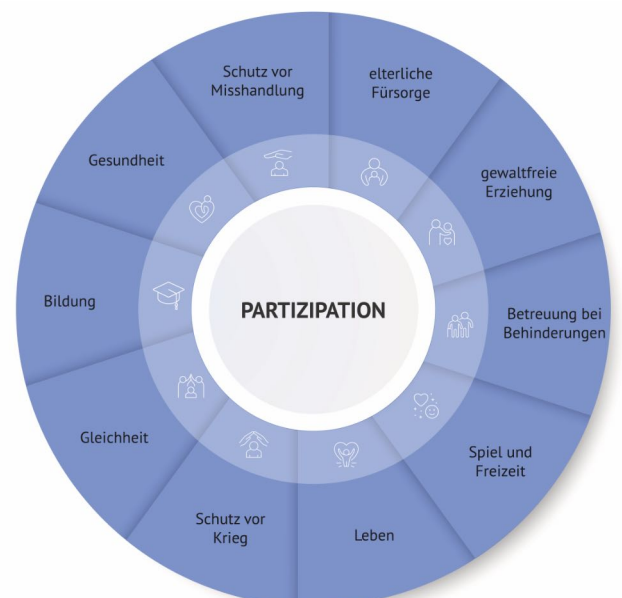 Schutz vor
Misshandlung
elterliche
Fürsorge
gewaltfreie
Erziehung
Betreuung bei
Behinderungen
Spiel und
Freizeit
Leben
Schutz vor
Krieg
Gleichheit
Bildung
Gesundheit
PARTIZIPATION